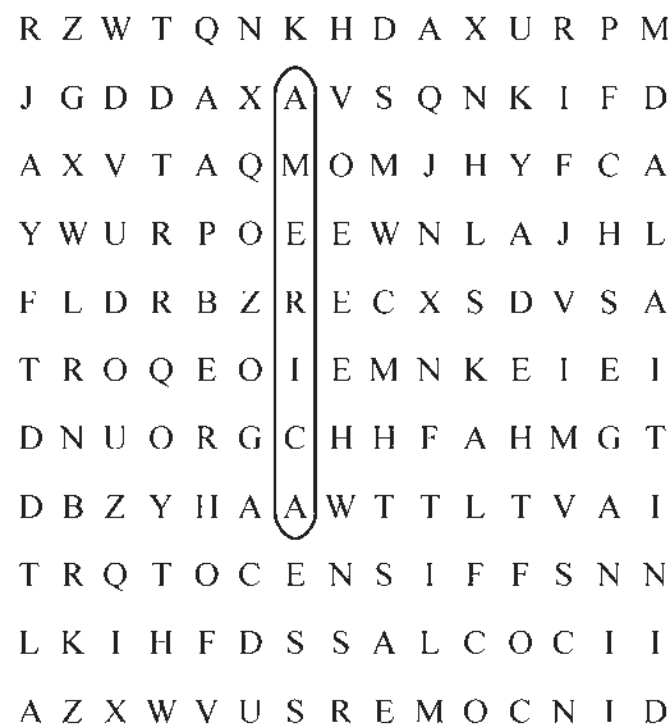 R Z W T Q N K H D A X U R P M
J G D D A X A V S Q N K I F D
A X V T A Q M O M J H Y F C A
Y W U R P O E E W N L A J H L
F L D R B Z R E C X S D V S A
T R O Q E O I E M N K E I E I
D N U O R G C H H F A H M G T
D B Z Y H A A W T T L T V A I
T R Q T O C E N S I F F S N N
L K I H F D S S A L C O C I I
A Z X W V U S R E M O C N I D